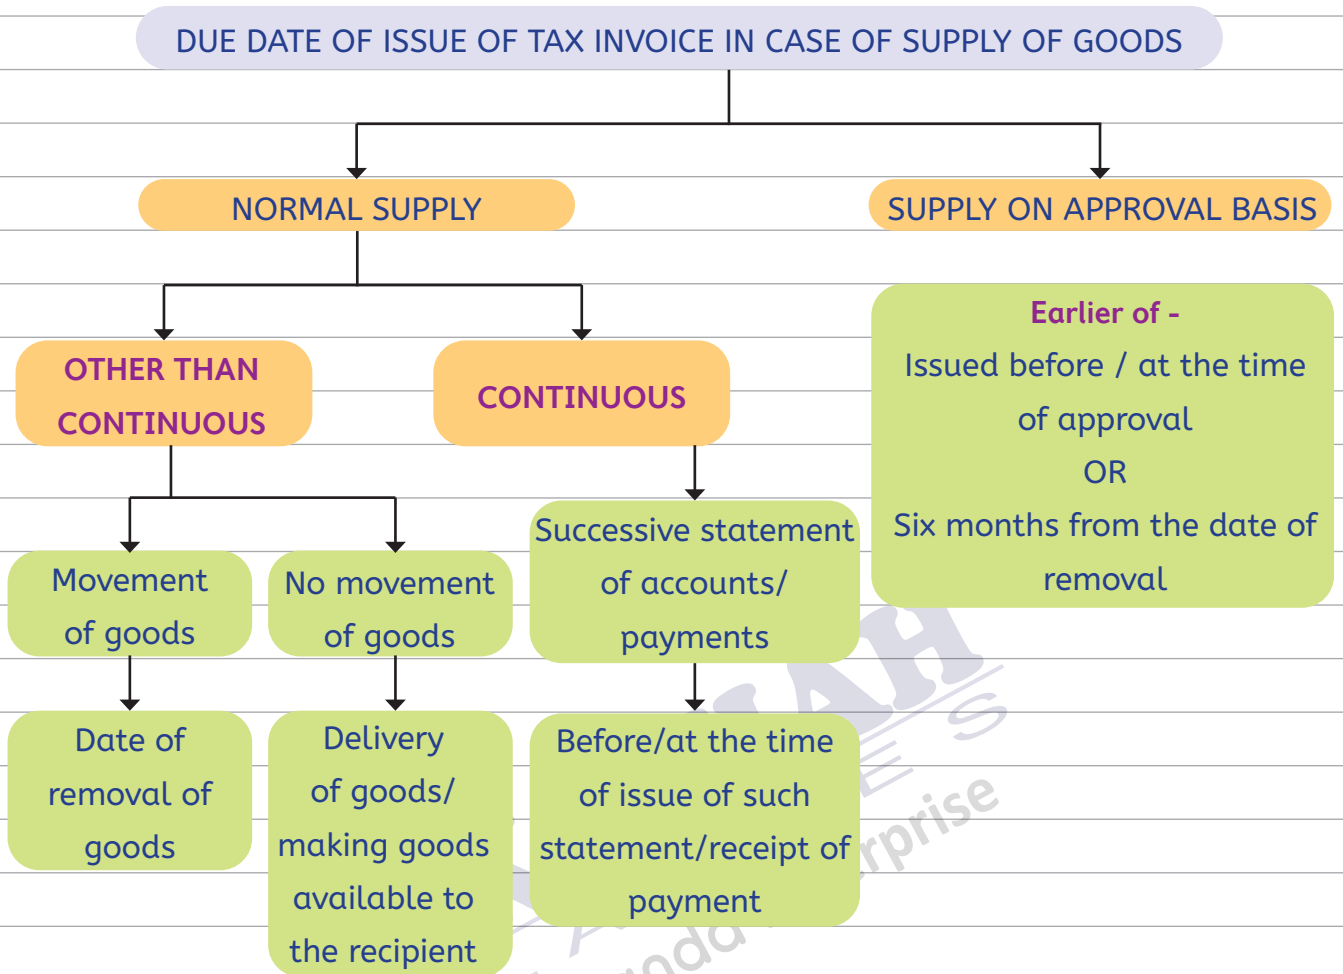 DUE DATE OF ISSUE OF TAX INVOICE IN CASE OF SUPPLY OF GOODS
NORMAL SUPPLY
SUPPLY ON APPROVAL BASIS
OTHER THAN
CONTINUOUS
CONTINUOUS
Earlier of -
Issued before / at the time
of approval
OR
Six months from the date of
removal
Movement
of goods
No movement
of goods
Successive statement
of accounts/
payments
Date of
removal of
goods
Delivery
of goods/
making goods
available to
the recipient
Before/at the time
of issue of such
statement/receipt of
payment